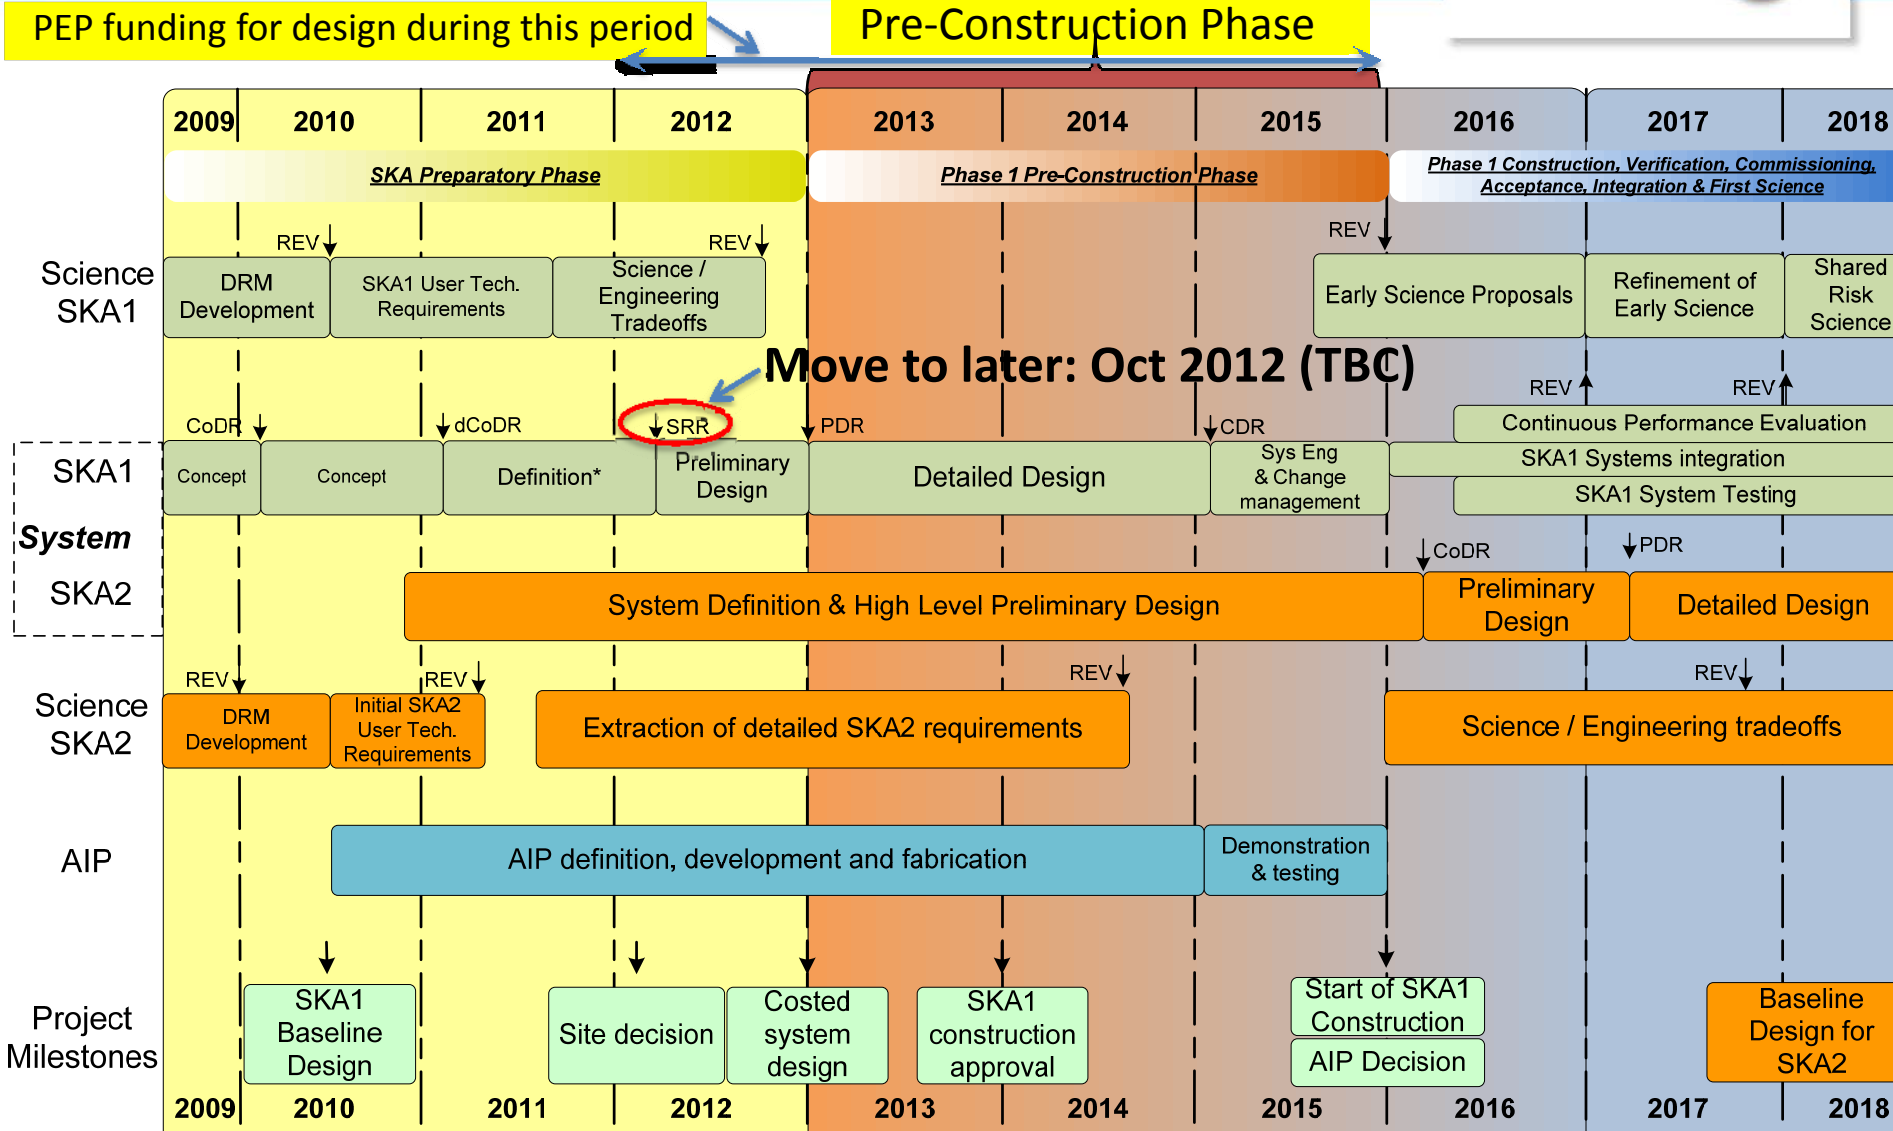 PEP funding for design during this period
Pre-Construction Phase
2009 2010 2011 2012 2013 2014 2015 2016 2017 2018
SKA Preparatory Phase
Phase 1 Pre-Construction Phase
Phase 1 Construction, Verification, Commissioning,
Acceptance, Integration & First Science
REV
REV
REV
Science
SKA1
DRM
Development
SKA1 User Tech.
Requirements
Science /
Engineering
Tradeoffs
Early Science Proposals
Refinement of
Early Science
Shared
Risk
Science
Move to later: Oct 2012 (TBC)
REV
REV
CoDR
dCoDR
SRR
PDR
CDR
SKA1
Concept
Concept
Definition*
Preliminary
Design
Detailed Design
Sys Eng
& Change
management
Continuous Performance Evaluation
SKA1 Systems integration
SKA1 System Testing
System
CoDR
PDR
SKA2
System Definition & High Level Preliminary Design
Preliminary
Design
Detailed Design
REV
REV
REV
REV
Science
SKA2
DRM
Development
Initial SKA2
User Tech.
Requirements
Extraction of detailed SKA2 requirements
Science / Engineering tradeoffs
AIP
AIP definition, development and fabrication
Demonstration
& testing
Project
Milestones
SKA1
Baseline
Design
Site decision
Costed
system
design
SKA1
construction
approval
Start of SKA1
Construction
AIP Decision
Baseline
Design for
SKA2
2009 2010 2011 2012 2013 2014 2015 2016 2017 2018